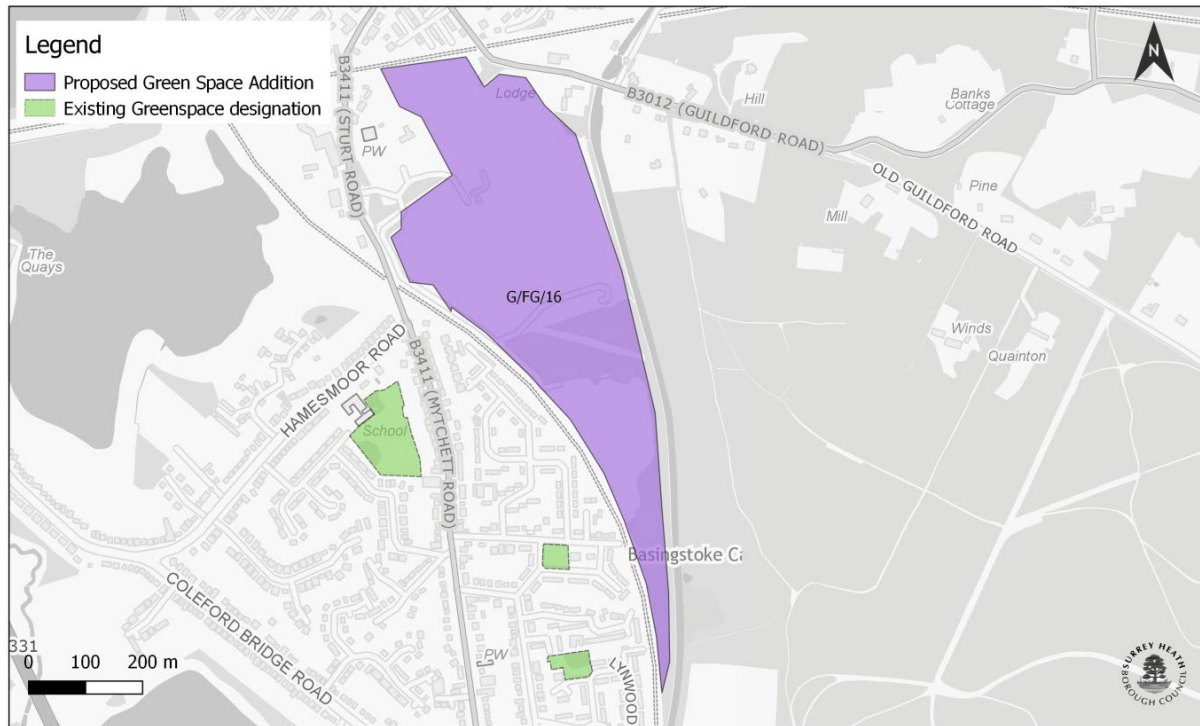 Legend
Proposed Green Space Addition
Existing Greenspace designation
N
B3411 (STURT ROAD)
PW
Lodge
B3012 (GUILDFORD ROAD)
Hill
Banks
Cottage
OLD GUILDFORD ROAD
Pine
Mill
The
Quays
G/FG/16
Winds
Quainton
HAMESMOOR ROAD
B3411 (MYTCHETT ROAD)
School
Basingstoke Ca
COLEFORD BRIDGE ROAD
PW
LYNWOOD
331
0 100 200 m
SURREY HEATH
BOROUGH COUNCIL